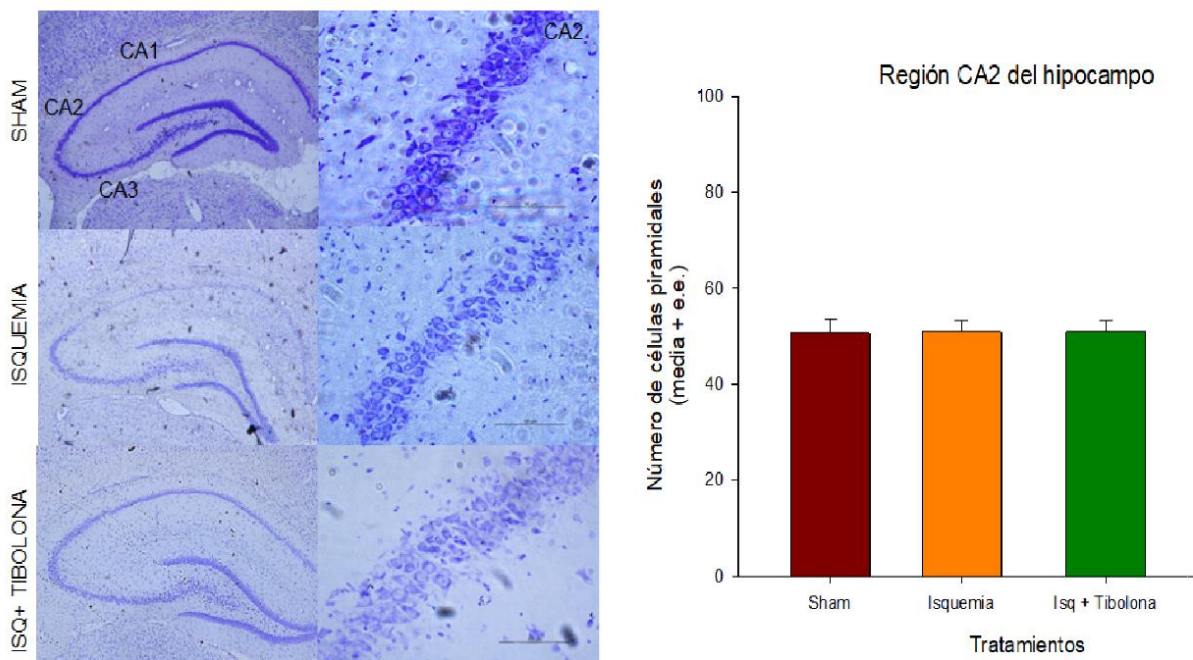 SHAM
CA1
CA2
CA3
CA2
ISQUEMIA
ISQ+ TIBOLONA
Región CA2 del hipocampo
Número de células piramidales
(media + e.e.)
100
80
60
40
20
0
Sham
Isquemia
Isq + Tibolona
Tratamientos